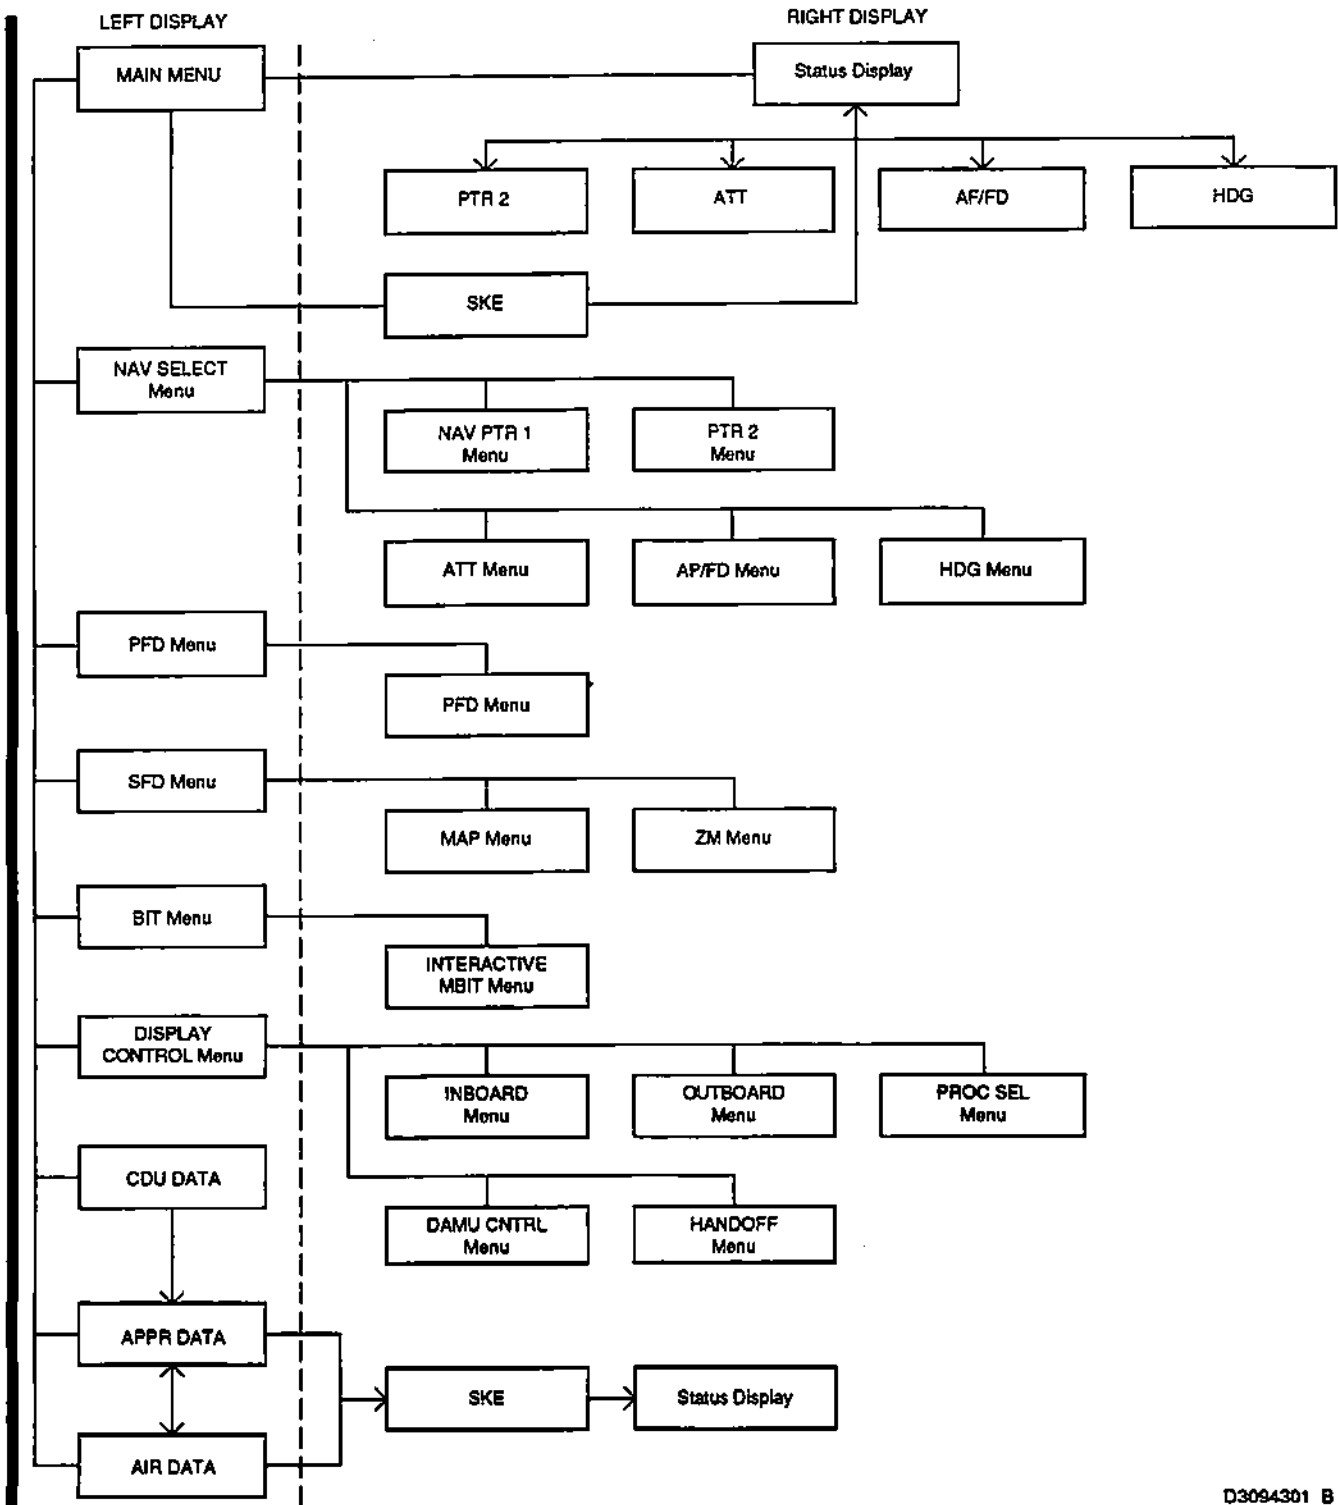 LEFT DISPLAY
RIGHT DISPLAY
MAIN MENU
Status Display
PTR 2
ATT
AF/FD
HDG
SKE
NAV SELECT
Menu
NAV PTR 1
Menu
PTR 2
Menu
ATT Menu
AP/FD Menu
HDG Menu
PFD Menu
PFD Menu
SFD Menu
MAP Menu
ZM Menu
BIT Menu
INTERACTIVE
MBIT Menu
DISPLAY
CONTROL Menu
INBOARD
Menu
OUTBOARD
Menu
PROC SEL
Menu
CDU DATA
DAMU CNTRL
Menu
HANDOFF
Menu
APPR DATA
SKE
Status Display
AIR DATA
D3094301 B